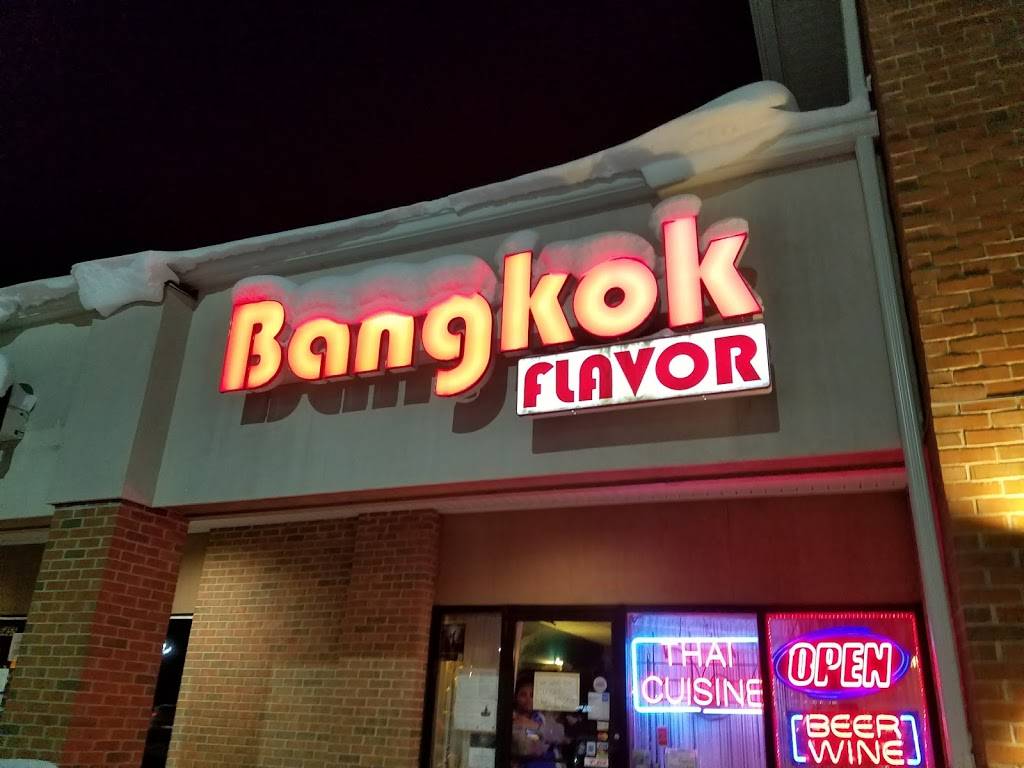 Bangkok
FLAVOR
THAI
CUISINE
OPEN
BEER
WINE